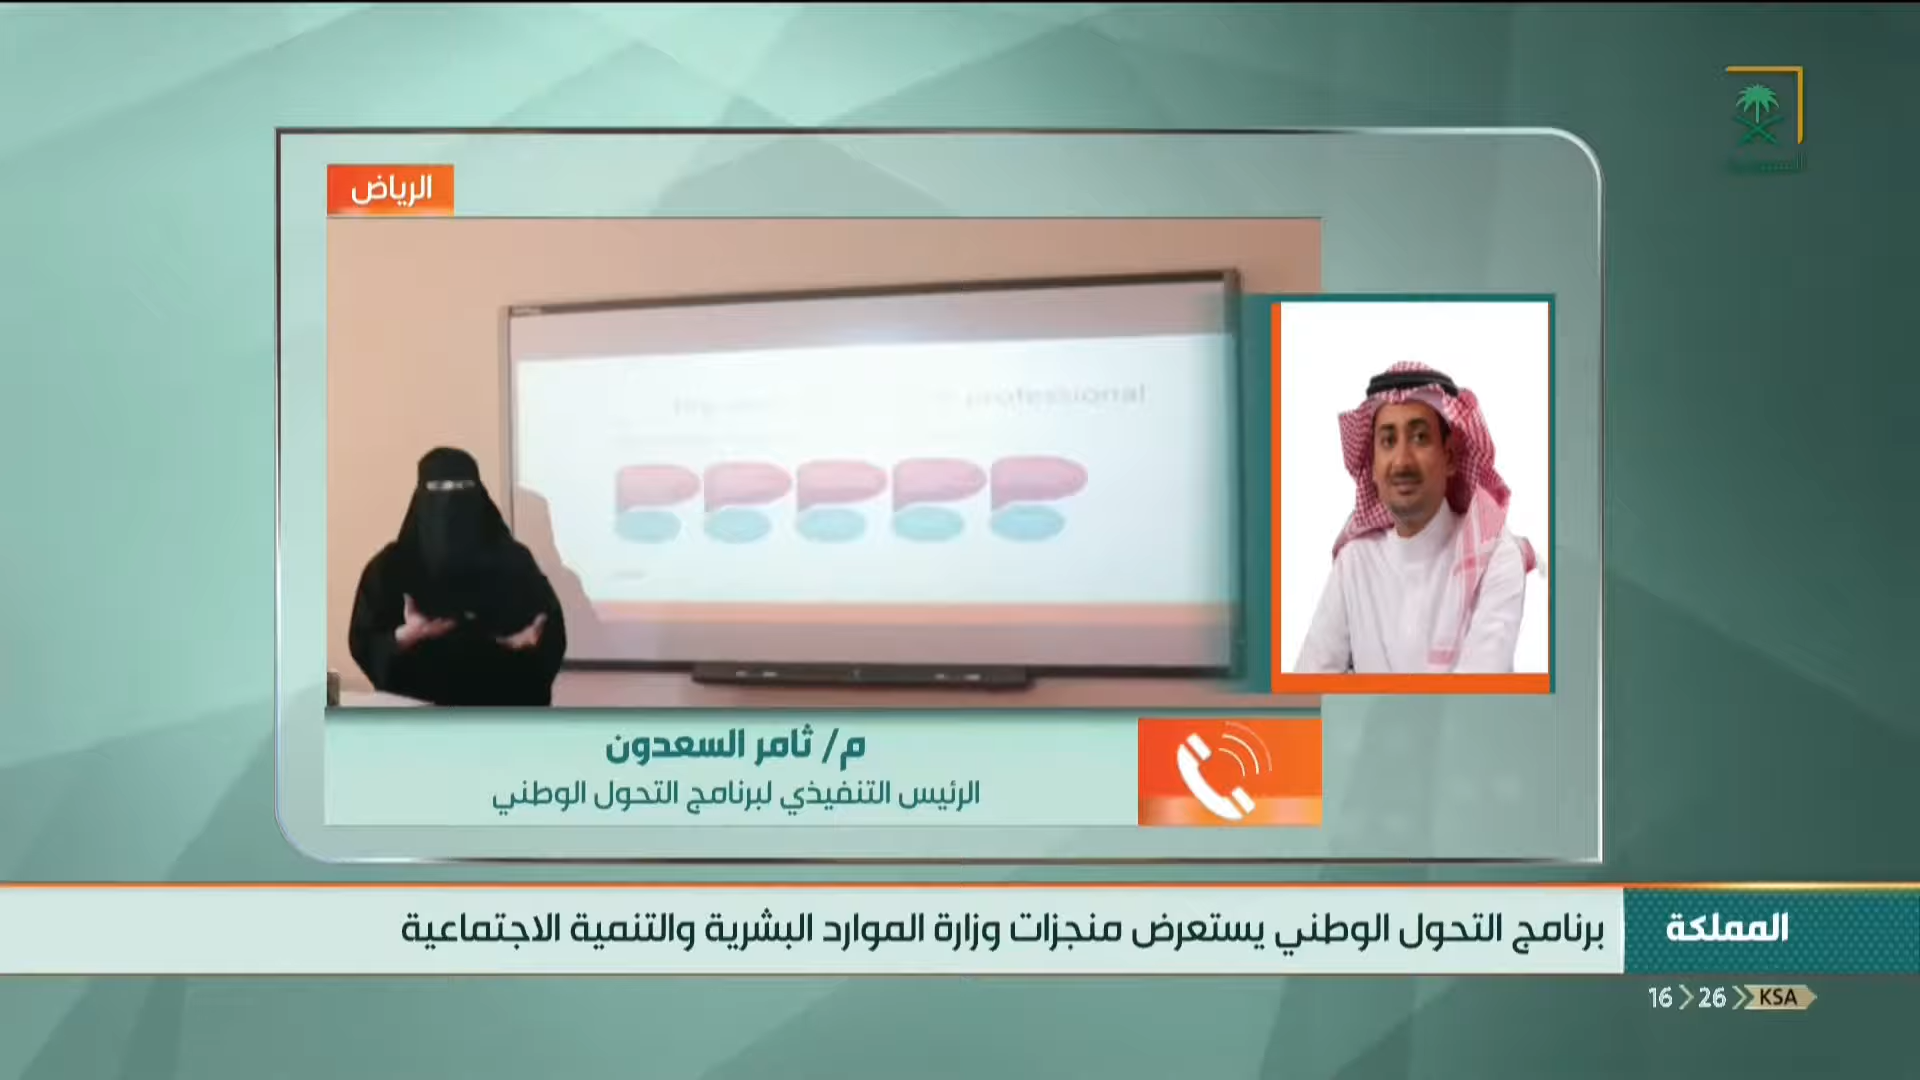 الرياض
professional
م/ ثامر السعدون
الرئيس التنفيذي لبرنامج التحول الوطني
المملكة
برنامج التحول الوطني يستعرض منجزات وزارة الموارد البشرية والتنمية الاجتماعية
16 26 KSA